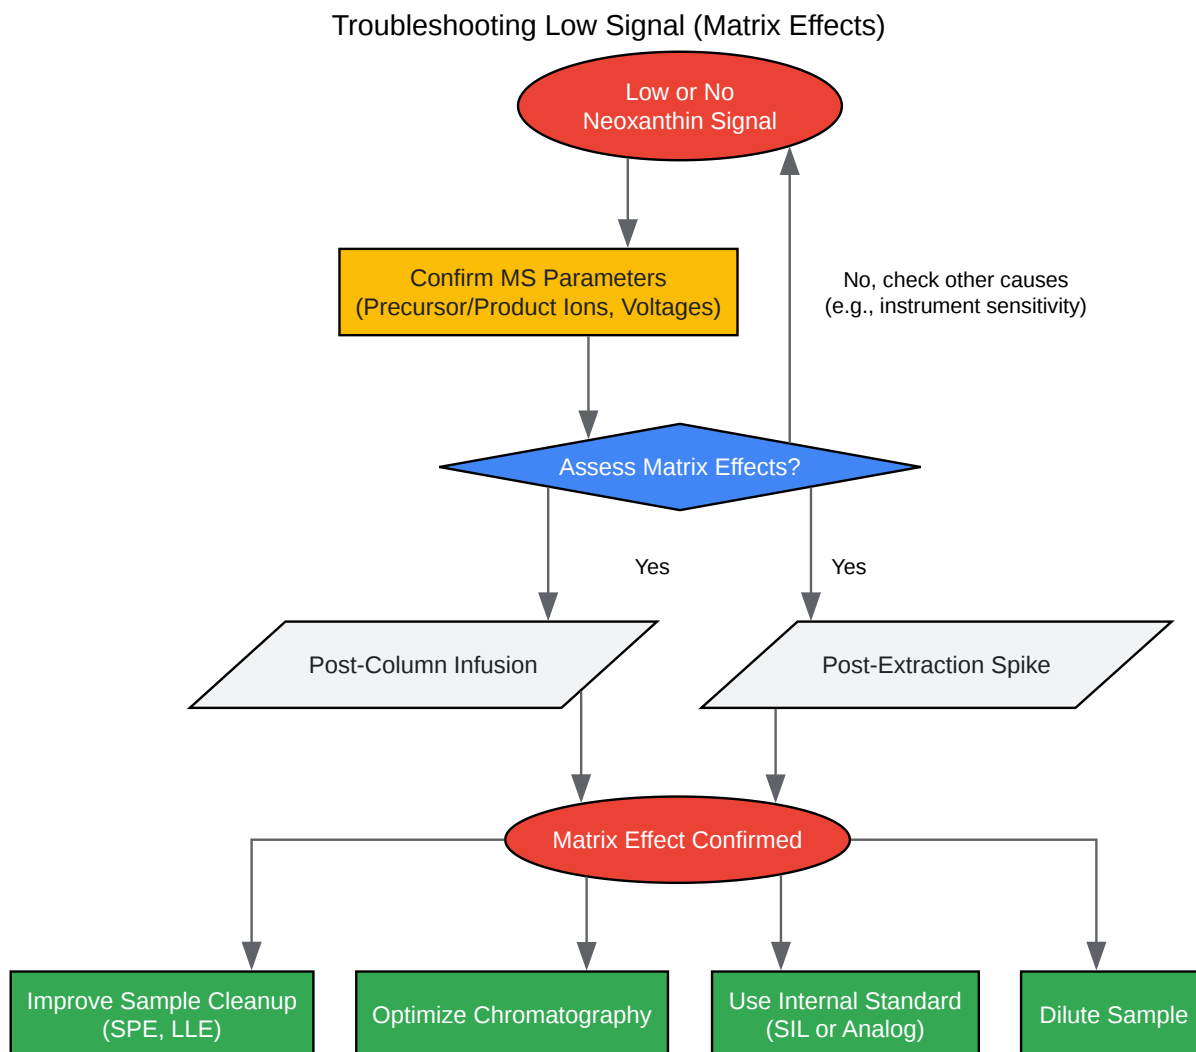 Troubleshooting Low Signal (Matrix Effects)
Low or No
Neoxanthin Signal
Confirm MS Parameters
(Precursor/Product Ions, Voltages)
No, check other causes
(e.g., instrument sensitivity)
Assess Matrix Effects?
Yes
Yes
Post-Column Infusion
Post-Extraction Spike
Matrix Effect Confirmed
Improve Sample Cleanup
(SPE, LLE)
Optimize Chromatography
Use Internal Standard
(SIL or Analog)
Dilute Sample